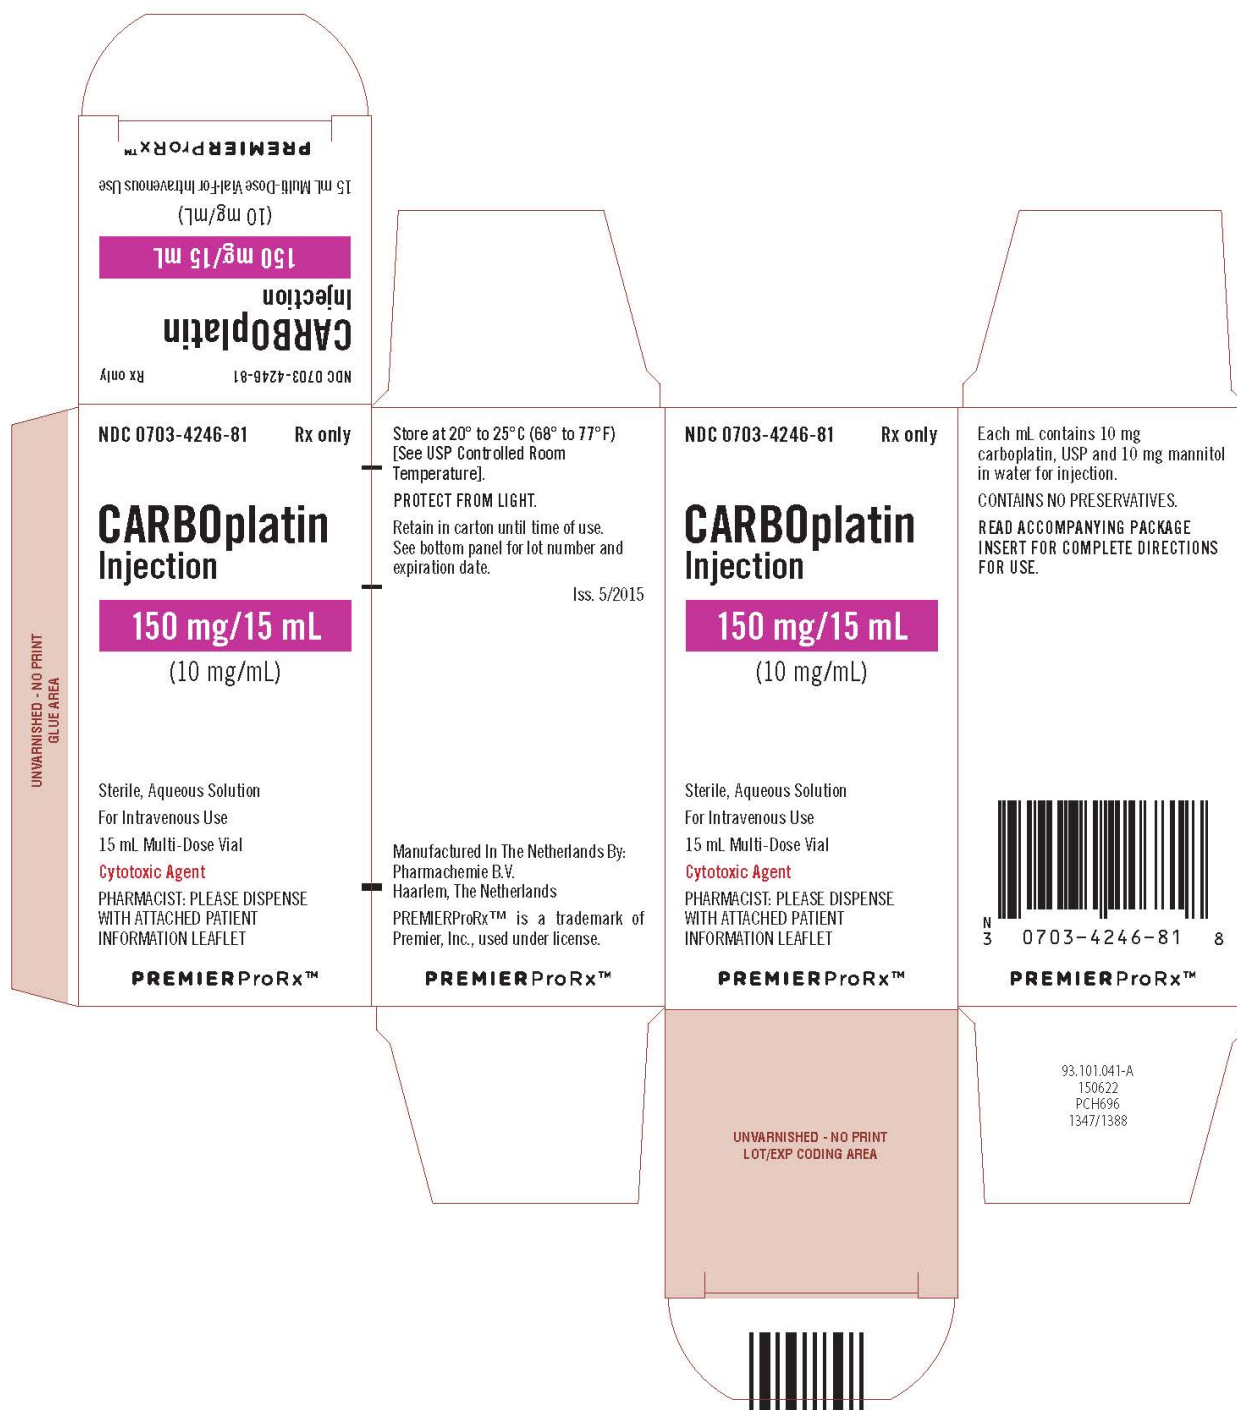 PREMIERProRx™
15 mL Multi-Dose Vial-For Intravenous Use
(10 mg/mL)
150 mg/15 mL
Injection
CARBOplatin
NDC 0703-4246-81 Rx only
UNVARNISHED - NO PRINT
GLUE AREA
NDC 0703-4246-81 Rx only
CARBOplatin
Injection
150 mg/15 mL
(10 mg/mL)
Sterile, Aqueous Solution
For Intravenous Use
15 mL Multi-Dose Vial
Cytotoxic Agent
PHARMACIST: PLEASE DISPENSE
WITH ATTACHED PATIENT
INFORMATION LEAFLET
PREMIERProRx™
Store at 20° to 25°C (68° to 77°F)
[See USP Controlled Room
Temperature].
PROTECT FROM LIGHT.
Retain in carton until time of use.
See bottom panel for lot number and
expiration date.
Iss. 5/2015
Manufactured In The Netherlands By:
Pharmachemie B.V.
Haarlem, The Netherlands
PREMIERProRx™ is a trademark of
Premier, Inc., used under license.
PREMIERProRx™
NDC 0703-4246-81 Rx only
CARBOplatin
Injection
150 mg/15 mL
(10 mg/mL)
Sterile, Aqueous Solution
For Intravenous Use
15 mL Multi-Dose Vial
Cytotoxic Agent
PHARMACIST: PLEASE DISPENSE
WITH ATTACHED PATIENT
INFORMATION LEAFLET
PREMIERProRx™
Each mL contains 10 mg
carboplatin, USP and 10 mg mannitol
in water for injection.
CONTAINS NO PRESERVATIVES.
READ ACCOMPANYING PACKAGE
INSERT FOR COMPLETE DIRECTIONS
FOR USE.
N
3 0703-4246-81 8
PREMIERProRx™
UNVARNISHED - NO PRINT
LOT/EXP CODING AREA
93.101.041-A
150622
PCH696
1347/1388